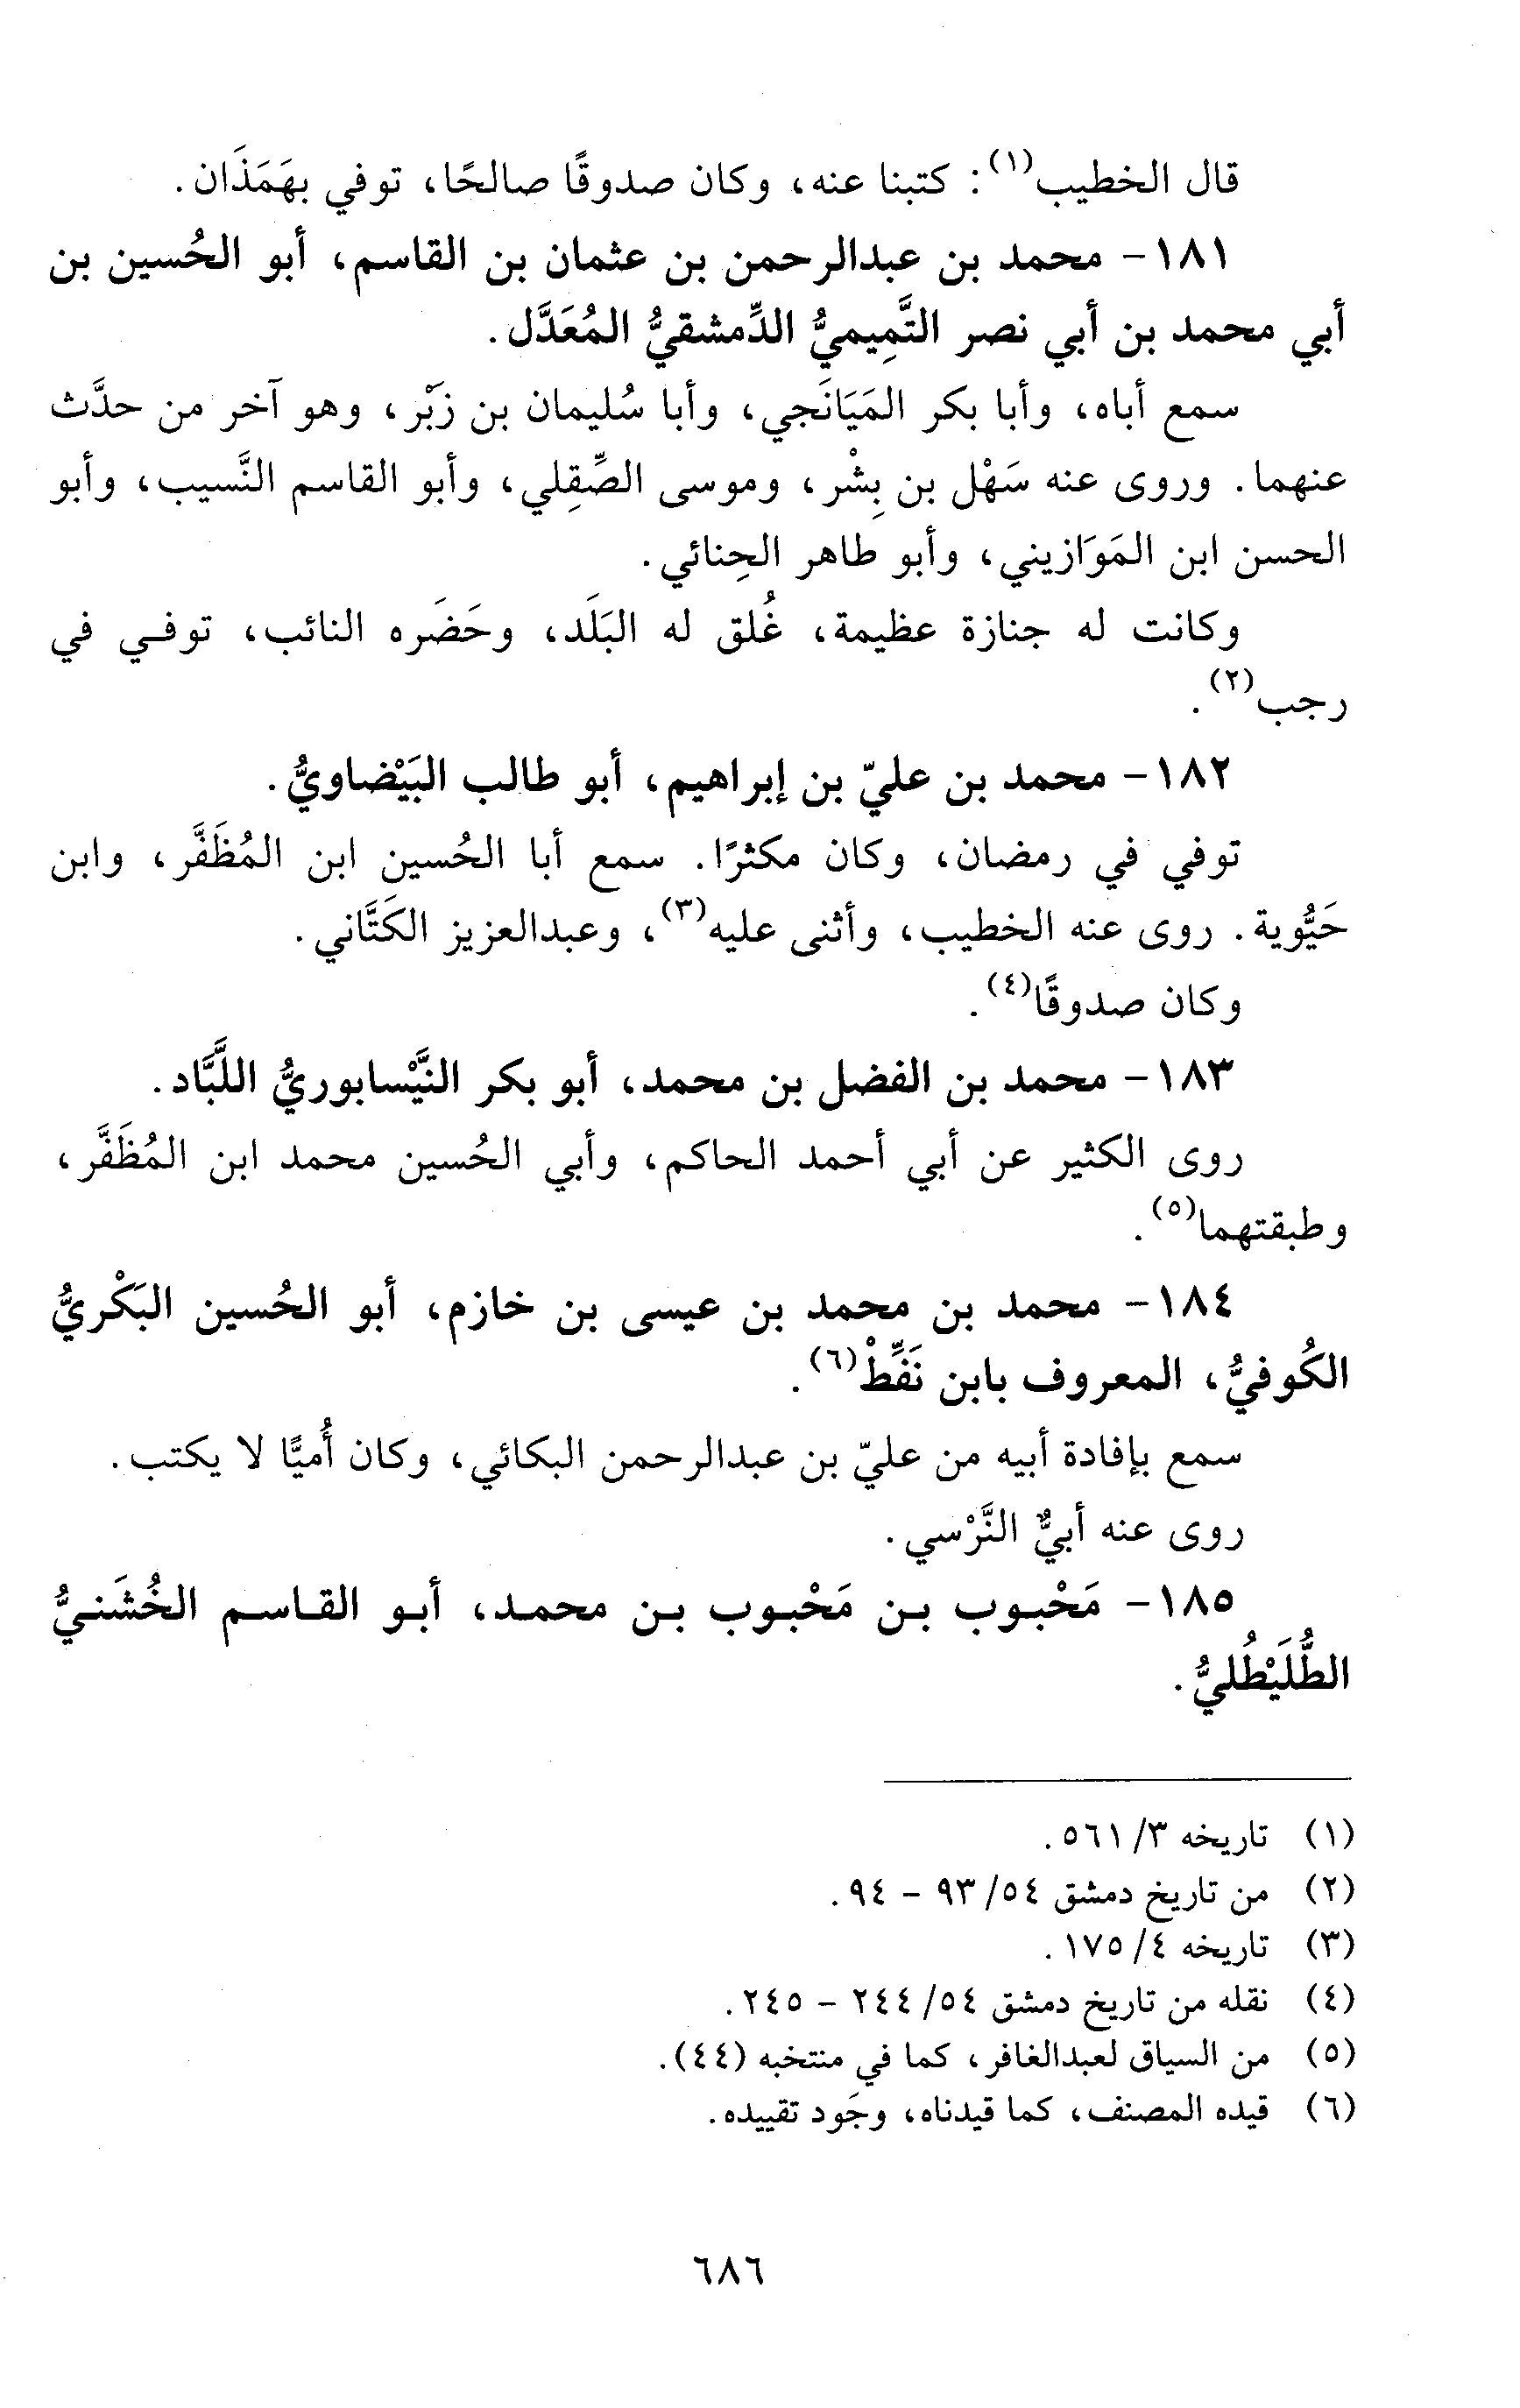 قال الخطيب(١): كتبنا عنه، وكان صدوقًا صالحًا، توفي بهَمَذَان.
١٨١- محمد بن عبدالرحمن بن عثمان بن القاسم، أبو الحُسين بن
أبي محمد بن أبي نصر التَّمِيميُّ الدِّمشقيُّ المُعَدَّل.
سمع أباه، وأبا بكر المَيَانَجي، وأبا سُليمان بن زَبْر، وهو آخر من حدَّث
عنهما. وروى عنه سَهْل بن بِشْر، وموسى الصِّقِلي، وأبو القاسم النَّسيب، وأبو
الحسن ابن المَوَازيني، وأبو طاهر الحِنائي.
وكانت له جنازة عظيمة، غُلق له البَلَد، وحَضَره النائب، توفي في
رجب(٢).
١٨٢- محمد بن عليّ بن إبراهيم، أبو طالب البَيْضاويُّ.
توفي في رمضان، وكان مكثرًا. سمع أبا الحُسين ابن المُظَفَّر، وابن
حَيُّوية. روى عنه الخطيب، وأثنى عليه(٣)، وعبدالعزيز الكَتَّاني.
وكان صدوقًا(٤).
١٨٣- محمد بن الفضل بن محمد، أبو بكر النَّيْسابوريُّ اللَّبَّاد.
روى الكثير عن أبي أحمد الحاكم، وأبي الحُسين محمد ابن المُظَفَّر،
وطبقتهما(٥).
١٨٤- محمد بن محمد بن عيسى بن خازم، أبو الحُسين البَكْريُّ
الكُوفيُّ، المعروف بابن نَفِّطْ(٦).
سمع بإفادة أبيه من عليّ بن عبدالرحمن البكائي، وكان أُميًّا لا يكتب.
روى عنه أبيٌّ النَّرْسي.
١٨٥- مَحْبوب بن مَحْبوب بن محمد، أبو القاسم الخُشَنيُّ
الطُّلَيْطُليُّ.
(١) تاريخه ٣/ ٥٦١.
(٢) من تاريخ دمشق ٥٤/ ٩٣ - ٩٤.
(٣) تاريخه ٤/ ١٧٥.
(٤) نقله من تاريخ دمشق ٥٤/ ٢٤٤ - ٢٤٥.
(٥) من السياق لعبدالغافر، كما في منتخبه (٤٤).
(٦) قيده المصنف، كما قيدناه، وجَود تقييده.
٦٨٦